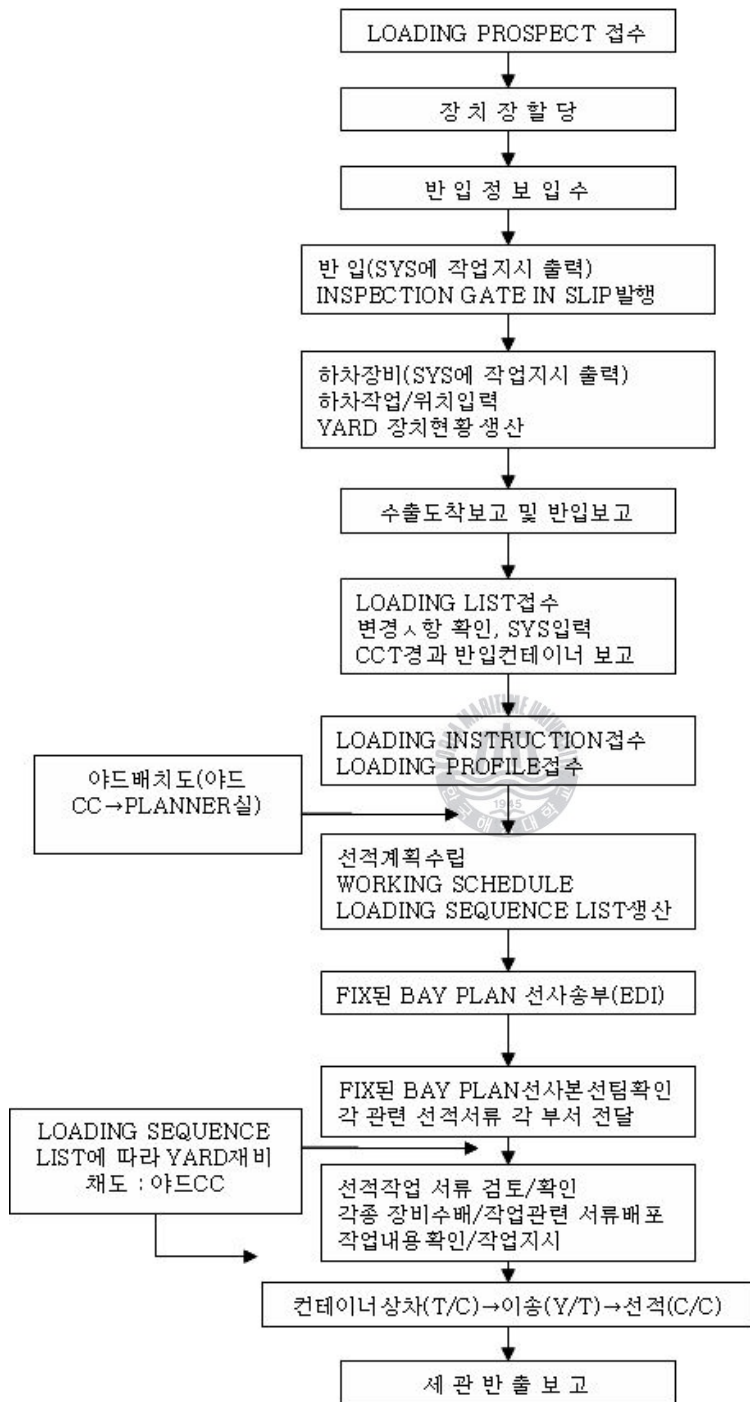 LOADING PROSPECT 접수
장 치 장 할 당
반 입 정 보 입 수
반 입(SYS에 작업지시 출력)
INSPECTION GATE IN SLIP발행
하차장비(SYS에 작업지시 출력)
하차작업/위치입력
YARD 장치현황 생산
수출도착보고 및 반입보고
LOADING LIST접수
변경ㅅ항 확인, SYS입력
CCT경과 반입컨테이너 보고
LOADING INSTRUCTION접수
LOADING PROFILE접수
야드배치도(야드
CC→PLANNER실)
선적계획수립
WORKING SCHEDULE
LOADING SEQUENCE LIST생산
FIX된 BAY PLAN 선사송부(EDI)
FIX된 BAY PLAN선사본선팀확인
각 관련 선적서류 각 부서 전달
LOADING SEQUENCE
LIST에 따라 YARD재비
채도 : 야드CC
선적작업 서류 검토/확인
각종 장비수배/작업관련 서류배포
작업내용확인/작업지시
컨테이너상차(T/C)→이송(Y/T)→선적(C/C)
세 관 반 출 보 고
MARITIME UNIVERSITY
1945
한국해 대학교